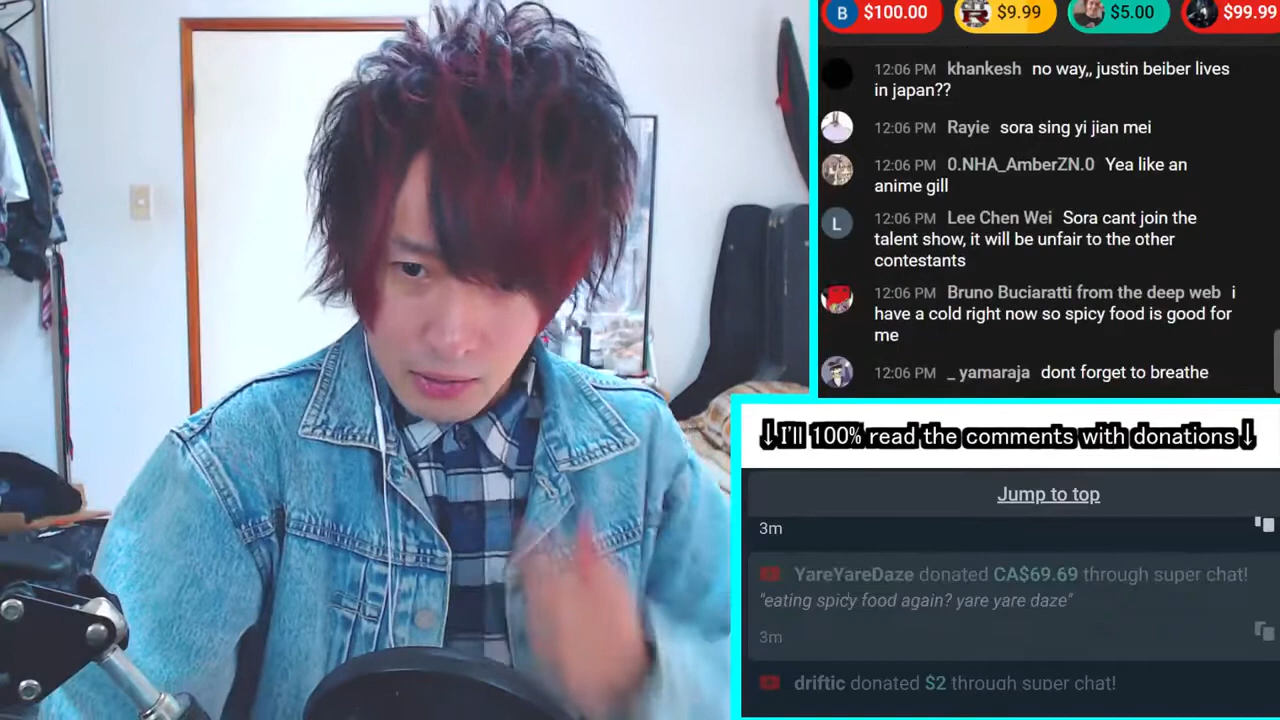 B $100.00 $9.99 $5.00 $99.99
12:06 PM khankesh no way,, justin beiber lives
in japan??
12:06 PM Rayie sora sing yi jian mei
12:06 PM 0.NHA_AmberZN.0 Yea like an
anime gill
L 12:06 PM Lee Chen Wei Sora cant join the
talent show, it will be unfair to the other
contestants
12:06 PM Bruno Buciaratti from the deep web i
have a cold right now so spicy food is good for
me
12:06 PM _ yamaraja dont forget to breathe
↓I'll 100% read the comments with donations↓
Jump to top
3m
YareYareDaze donated CA$69.69 through super chat!
"eating spicy food again? yare yare daze"
3m
driftic donated $2 through super chat!